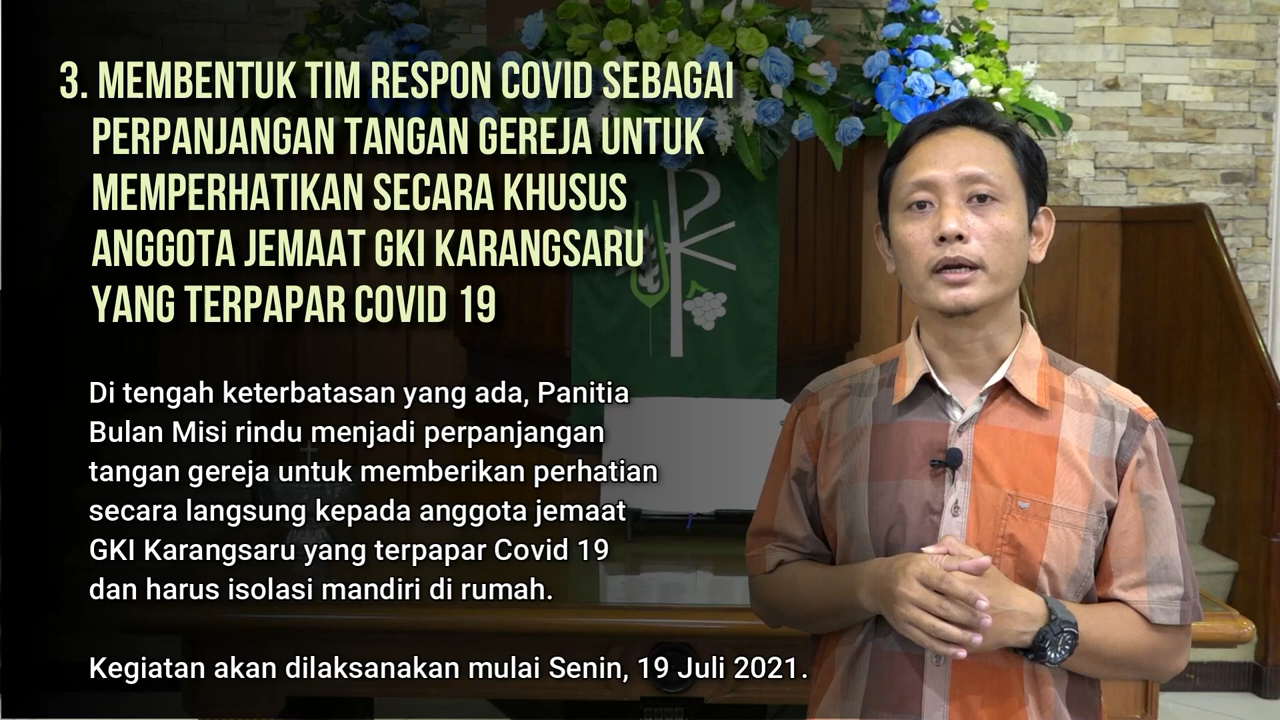 3. MEMBENTUK TIM RESPON COVID SEBAGAI
PERPANJANGAN TANGAN GEREJA UNTUK
MEMPERHATIKAN SECARA KHUSUS
ANGGOTA JEMAAT GKI KARANGSARU
YANG TERPAPAR COVID 19
Di tengah keterbatasan yang ada, Panitia
Bulan Misi rindu menjadi perpanjangan
tangan gereja untuk memberikan perhatian
secara langsung kepada anggota jemaat
GKI Karangsaru yang terpapar Covid 19
dan harus isolasi mandiri di rumah.
Kegiatan akan dilaksanakan mulai Senin, 19 Juli 2021.